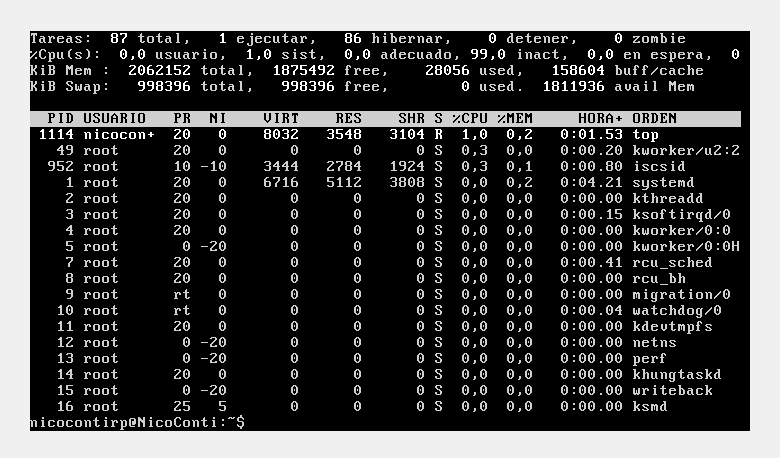 Tareas:  87 total,   1 ejecutar,  86 hibernar,    0 detener,    0 zombie
%Cpu(s):  0,0 usuario,  1,0 sist,  0,0 adecuado, 99,0 inact,  0,0 en espera,  0
KiB Mem :  2062152 total,  1875492 free,    28056 used,   158604 buff/cache
KiB Swap:   998396 total,   998396 free,        0 used.  1811936 avail Mem
PID USUARIO   PR  NI    VIRT    RES    SHR S %CPU %MEM     HORA+ ORDEN
1114 nicocon+  20   0    8032   3548   3104 R  1,0  0,2   0:01.53 top
49 root      20   0       0      0      0 S  0,3  0,0   0:00.20 kworker/u2:2
952 root      10 -10    3444   2784   1924 S  0,3  0,1   0:00.80 iscsid
1 root      20   0    6716   5112   3808 S  0,0  0,2   0:04.21 systemd
2 root      20   0       0      0      0 S  0,0  0,0   0:00.00 kthreadd
3 root      20   0       0      0      0 S  0,0  0,0   0:00.15 ksoftirqd/0
4 root      20   0       0      0      0 S  0,0  0,0   0:00.00 kworker/0:0
5 root       0 -20       0      0      0 S  0,0  0,0   0:00.00 kworker/0:0H
7 root      20   0       0      0      0 S  0,0  0,0   0:00.41 rcu_sched
8 root      20   0       0      0      0 S  0,0  0,0   0:00.00 rcu_bh
9 root      rt   0       0      0      0 S  0,0  0,0   0:00.00 migration/0
10 root      rt   0       0      0      0 S  0,0  0,0   0:00.04 watchdog/0
11 root      20   0       0      0      0 S  0,0  0,0   0:00.00 kdevtmpfs
12 root       0 -20       0      0      0 S  0,0  0,0   0:00.00 netns
13 root       0 -20       0      0      0 S  0,0  0,0   0:00.00 perf
14 root      20   0       0      0      0 S  0,0  0,0   0:00.00 khungtaskd
15 root       0 -20       0      0      0 S  0,0  0,0   0:00.00 writeback
16 root      25   5       0      0      0 S  0,0  0,0   0:00.00 ksmd
nicocontirp@NicoConti:~$